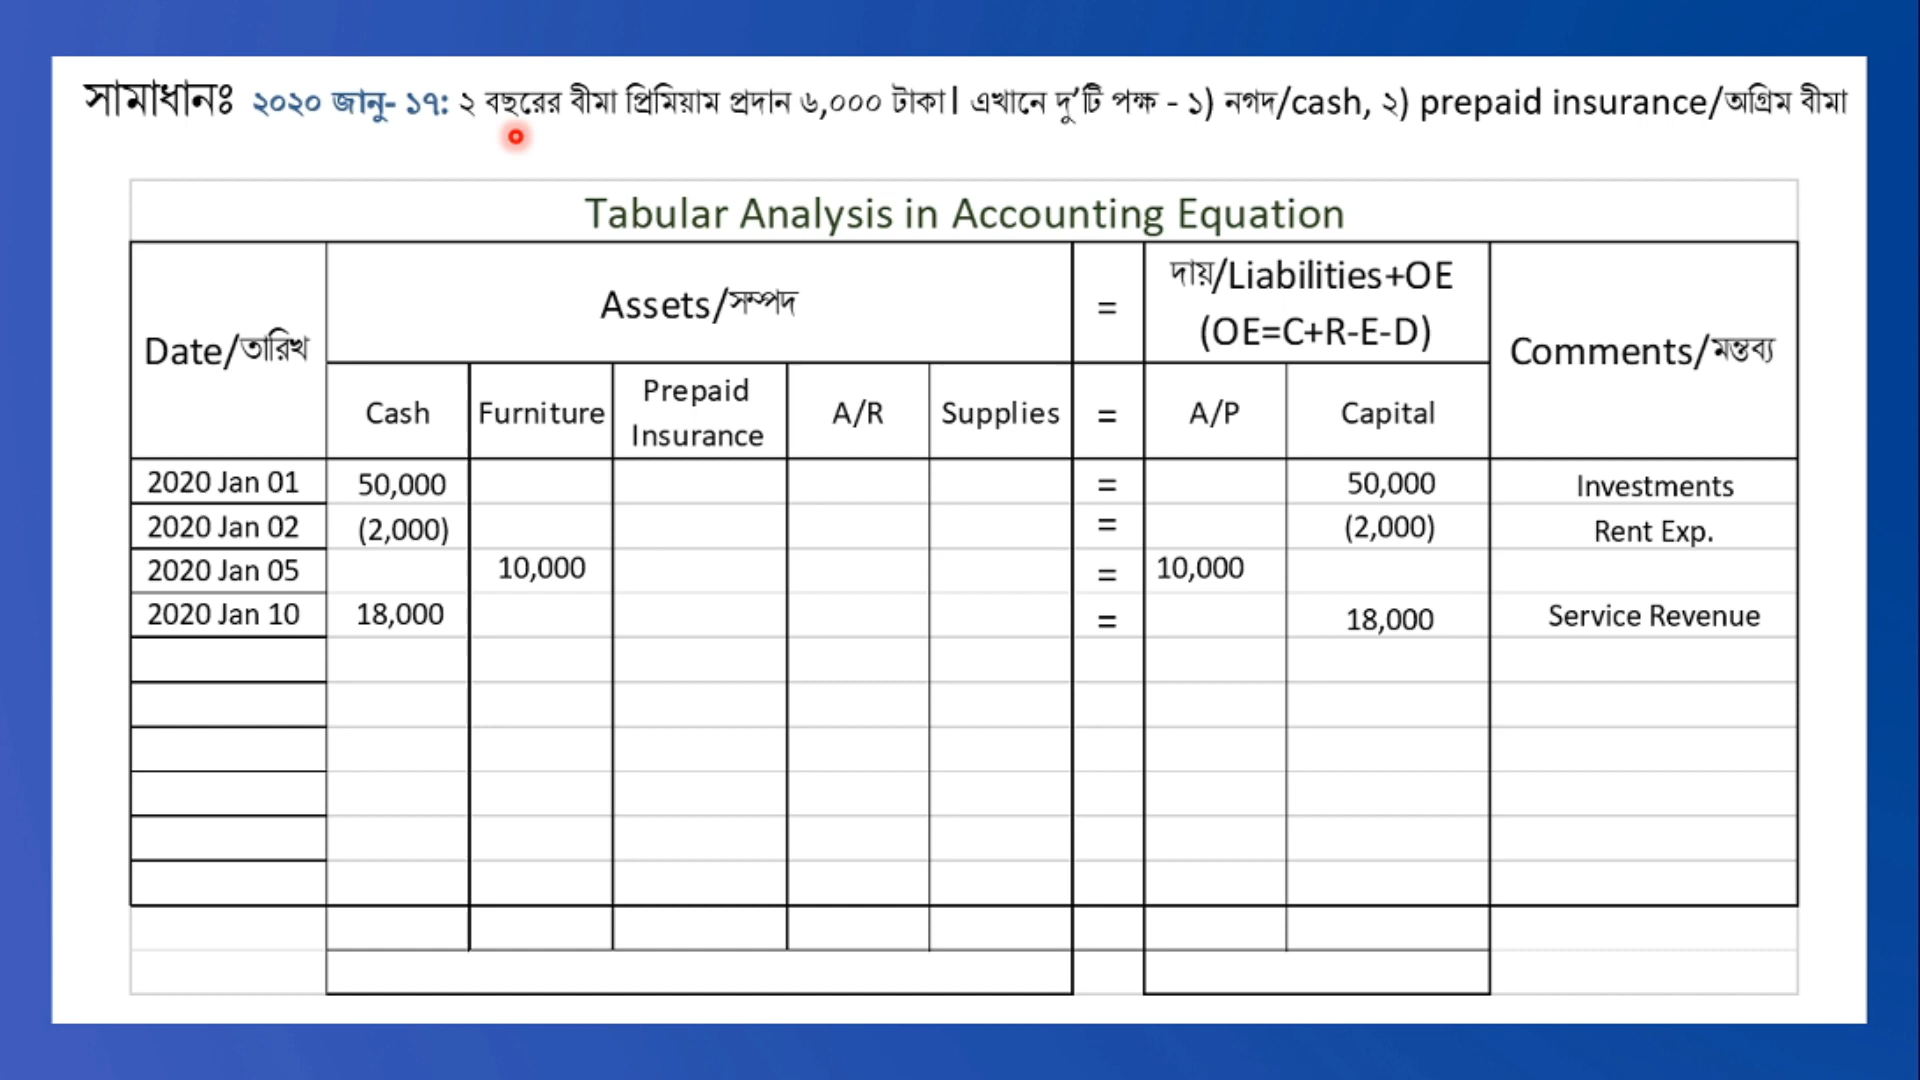 সামাধানঃ ২০২০ জানু- ১৭: ২ বছরের বীমা প্রিমিয়াম প্রদান ৬,০০০ টাকা। এখানে দু’টি পক্ষ - ১) নগদ/cash, ২) prepaid insurance/অগ্রিম বীমা
Tabular Analysis in Accounting Equation
Date/তারিখ Assets/সম্পদ = দায়/Liabilities+OE (OE=C+R-E-D) Comments/মন্তব্য
Cash Furniture Prepaid Insurance A/R Supplies = A/P Capital
2020 Jan 01 50,000 = 50,000 Investments
2020 Jan 02 (2,000) = (2,000) Rent Exp.
2020 Jan 05 10,000 = 10,000
2020 Jan 10 18,000 = 18,000 Service Revenue